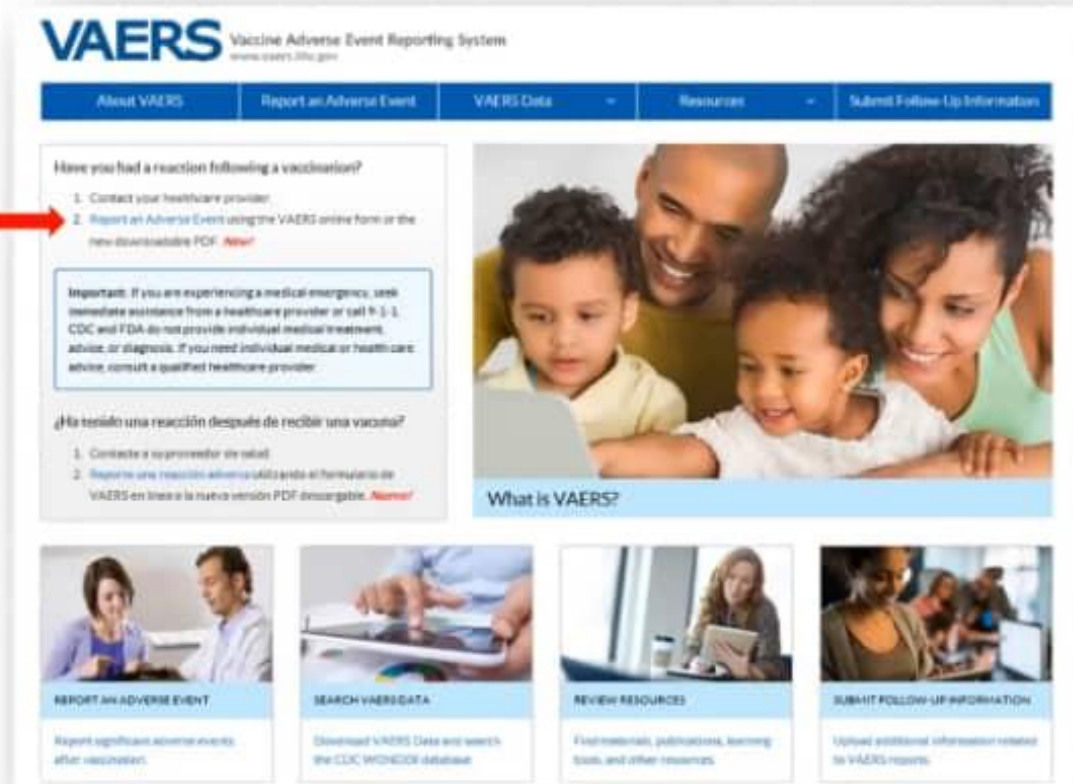 VAERS Vaccine Adverse Event Reporting System
www.vaers.hhs.gov
About VAERS
Report an Adverse Event
VAERS Data
Resources
Submit Follow-Up Information
Have you had a reaction following a vaccination?
1. Contact your healthcare provider.
2. Report an Adverse Event using the VAERS online form or the
new downloadable PDF. New!
Important: If you are experiencing a medical emergency, seek
immediate assistance from a healthcare provider or call 9-1-1.
CDC and FDA do not provide individual medical treatment,
advice, or diagnosis. If you need individual medical or health care
advice, consult a qualified healthcare provider.
¿Ha tenido una reacción después de recibir una vacuna?
1. Contacte a su proveedor de salud.
2. Reporte una reacción adversa utilizando el formulario de
VAERS en línea o la nueva versión PDF descargable. Nuevo!
What is VAERS?
REPORT AN ADVERSE EVENT
Report significant adverse events
after vaccination.
SEARCH VAERS DATA
Download VAERS Data and search
the CDC WONDER database
REVIEW RESOURCES
Find materials, publications, learning
tools, and other resources.
SUBMIT FOLLOW-UP INFORMATION
Upload additional information related
to VAERS reports.